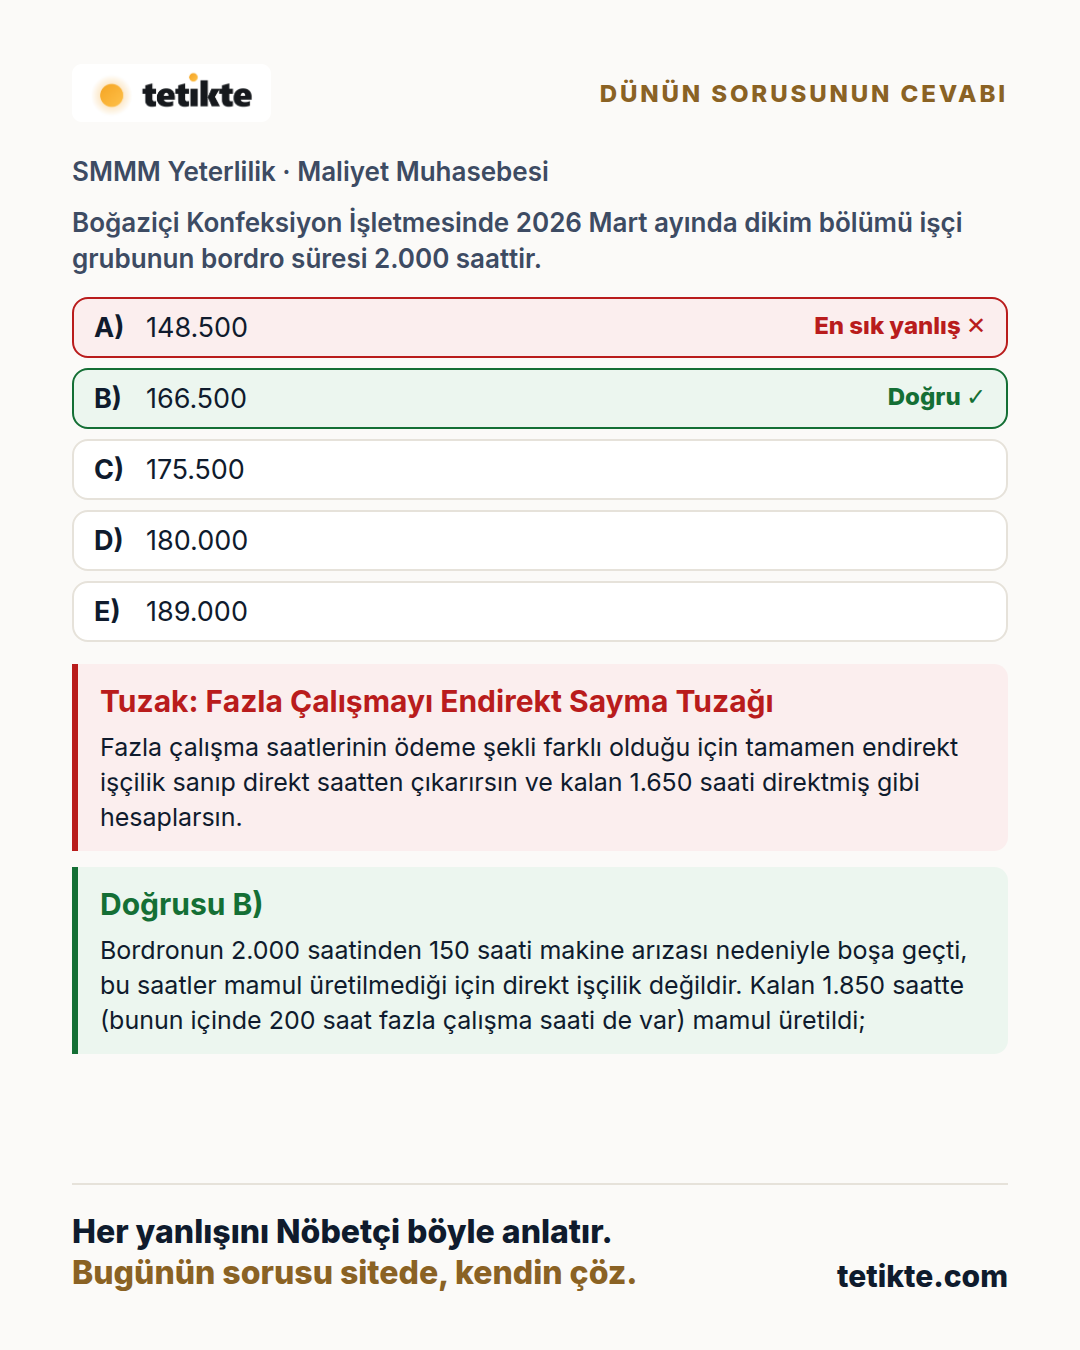 tetikte
DÜNÜN SORUSUNUN CEVABI
SMMM Yeterlilik · Maliyet Muhasebesi
Boğaziçi Konfeksiyon İşletmesinde 2026 Mart ayında dikim bölümü işçi
grubunun bordro süresi 2.000 saattir.
A) 148.500 En sık yanlış ✕
B) 166.500 Doğru ✓
C) 175.500
D) 180.000
E) 189.000
Tuzak: Fazla Çalışmayı Endirekt Sayma Tuzağı
Fazla çalışma saatlerinin ödeme şekli farklı olduğu için tamamen endirekt
işçilik sanıp direkt saatten çıkarırsın ve kalan 1.650 saati direktmiş gibi
hesaplarsın.
Doğrusu B)
Bordronun 2.000 saatinden 150 saati makine arızası nedeniyle boşa geçti,
bu saatler mamul üretilmediği için direkt işçilik değildir. Kalan 1.850 saatte
(bunun içinde 200 saat fazla çalışma saati de var) mamul üretildi;
Her yanlışını Nöbetçi böyle anlatır.
Bugünün sorusu sitede, kendin çöz.
tetikte.com